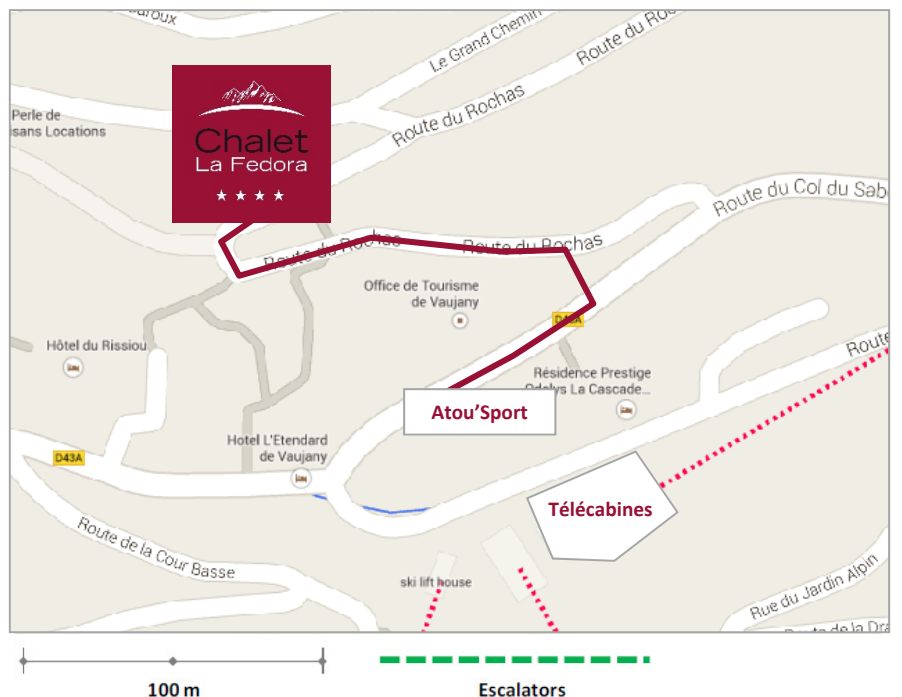 Le Grand Chemin
Route du Rochas
Perle de
sans Locations
Chalet
La Fedora
Route du Rochas
Route du Col du Sab
Route du Rochas
Route du Rochas
Office de Tourisme
de Vaujany
Hôtel du Rissiou
Route
Résidence Prestige
Odalys La Cascade...
Atou'Sport
Hotel L'Etendard
de Vaujany
D43A
Télécabines
Route de la Cour Basse
ski lift house
Rue du Jardin Alpin
Route de la Dra
100 m
Escalators